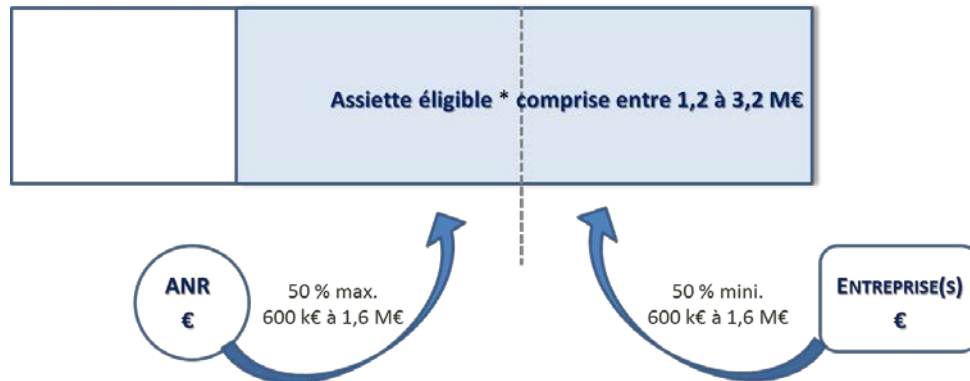 Assiette éligible * comprise entre 1,2 à 3,2 M€
ANR
€
50 % max.
600 k€ à 1,6 M€
50 % mini.
600 k€ à 1,6 M€
ENTREPRISE(S)
€